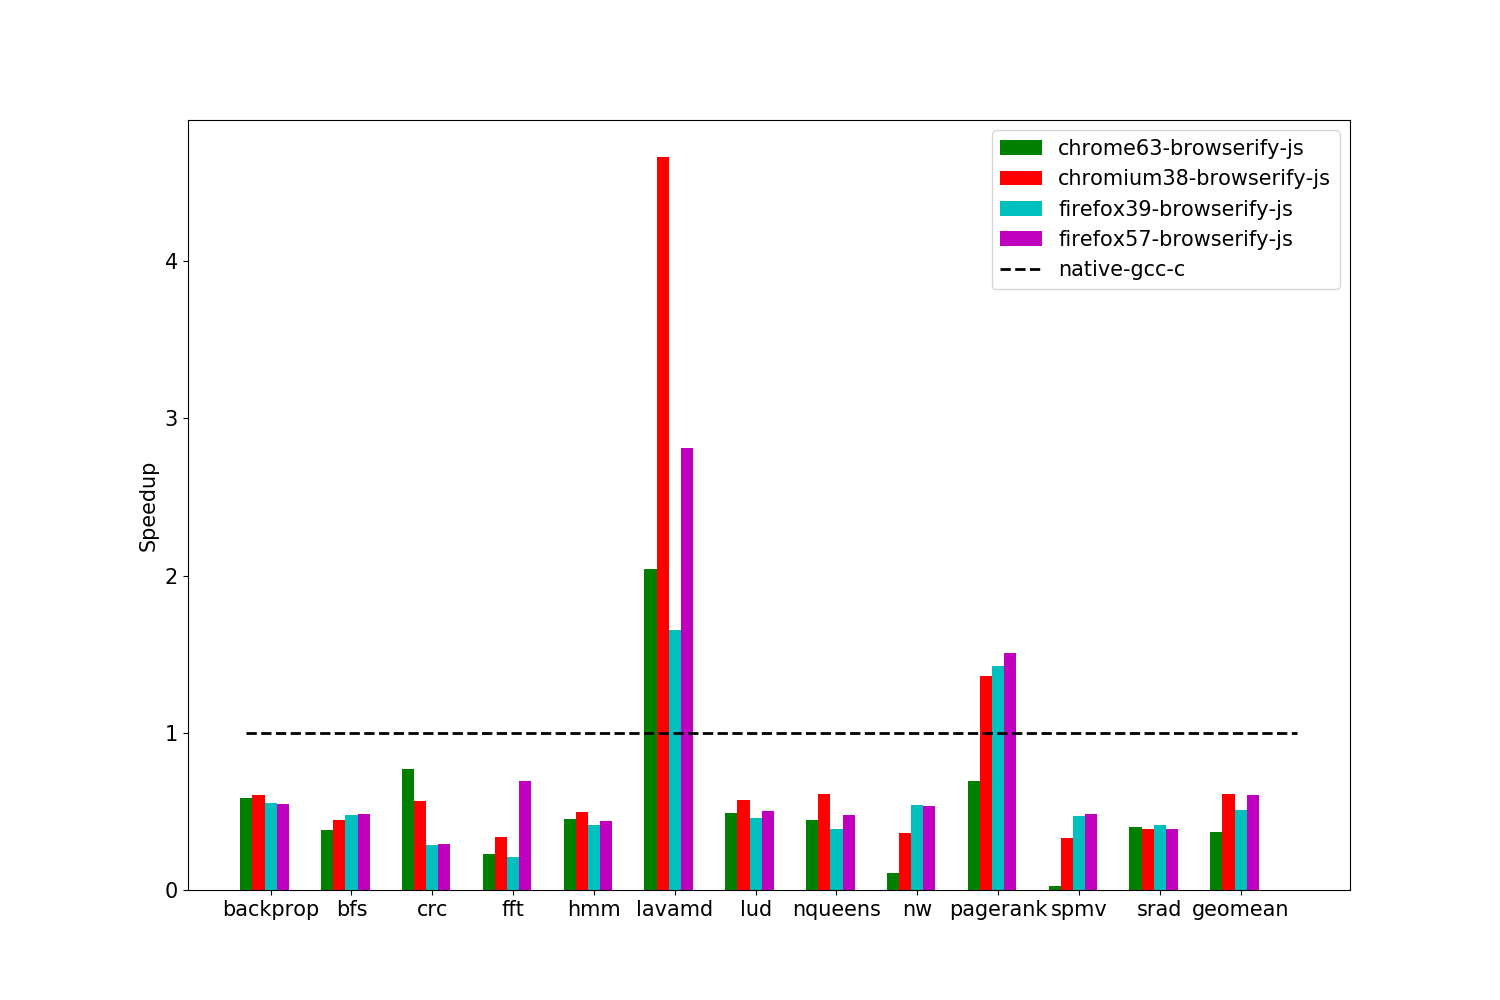 chrome63-browserify-js
chromium38-browserify-js
firefox39-browserify-js
firefox57-browserify-js
native-gcc-c
Speedup
4
3
2
1
0
backprop bfs crc fft hmm lavamd lud nqueens nw pagerank spmv srad geomean